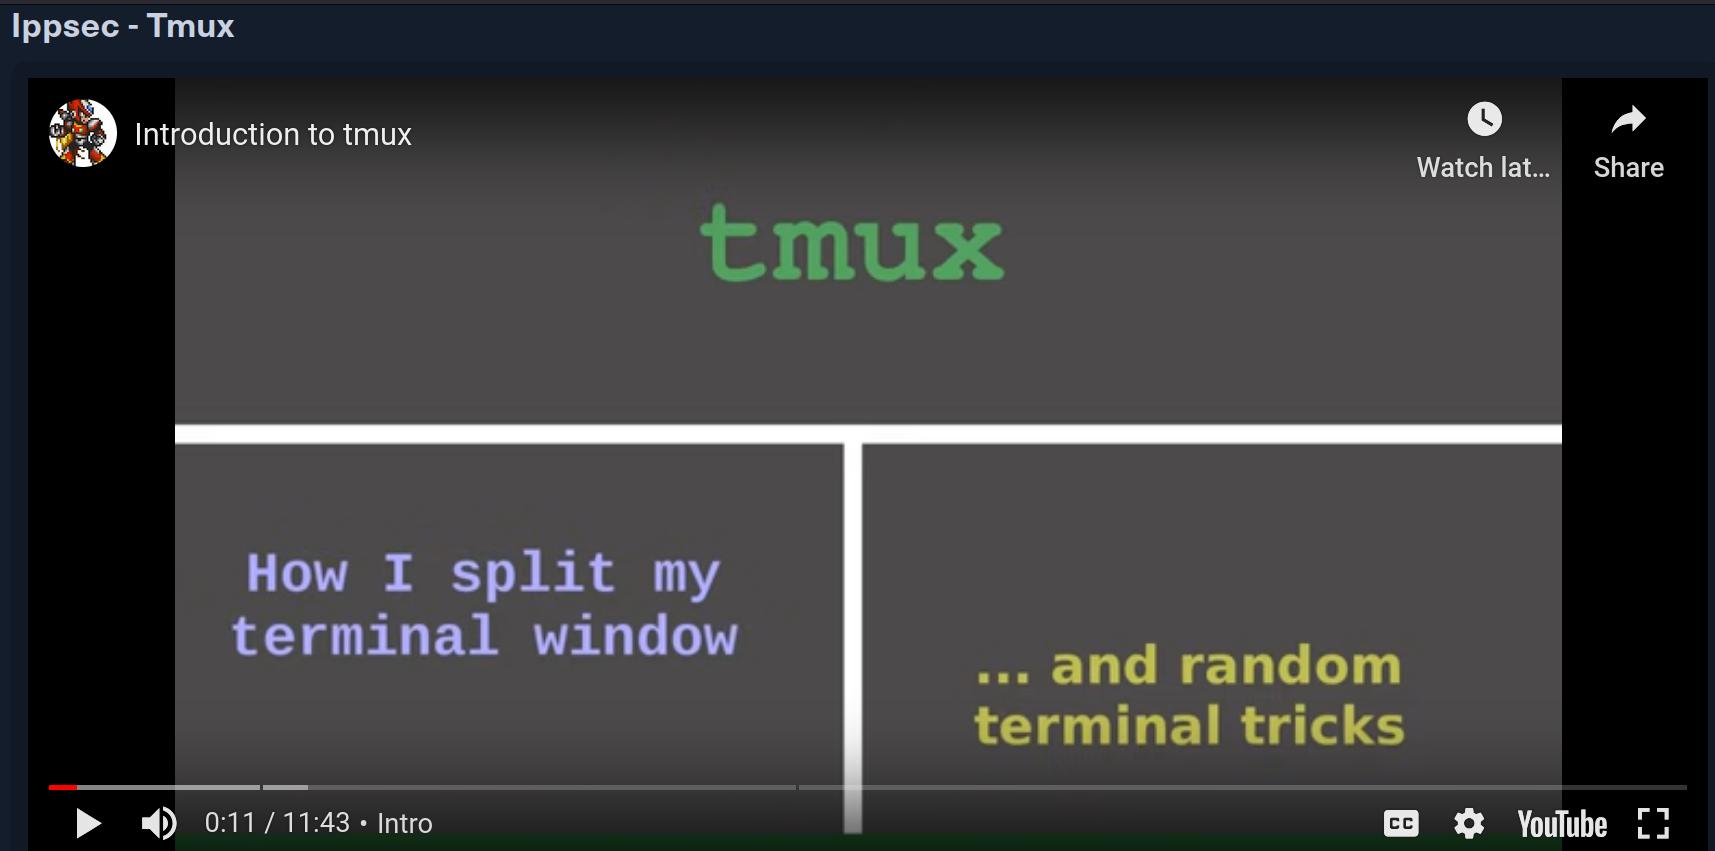 Ippsec - Tmux
Introduction to tmux
Watch lat...
Share
tmux
How I split my
terminal window
... and random
terminal tricks
0:11 / 11:43 • Intro
CC
YouTube